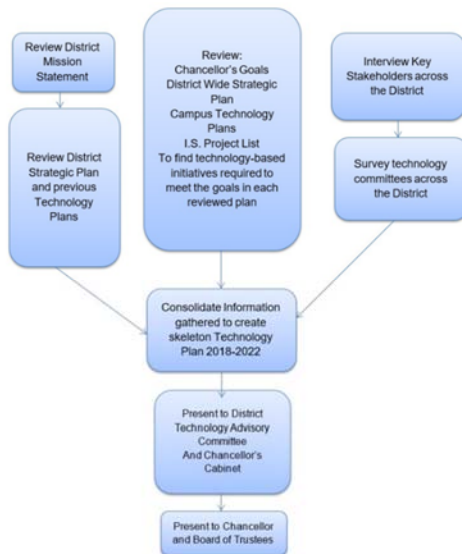 Review District
Mission
Statement
Review District
Strategic Plan
and previous
Technology
Plans
Review:
Chancellor's Goals
District Wide Strategic
Plan
Campus Technology
Plans
I.S. Project List
To find technology-based
initiatives required to
meet the goals in each
reviewed plan
Interview Key
Stakeholders across
the District
Survey technology
committees across
the District
Consolidate Information
gathered to create
skeleton Technology
Plan 2018-2022
Present to District
Technology Advisory
Committee
And Chancellor's
Cabinet
Present to Chancellor
and Board of Trustees